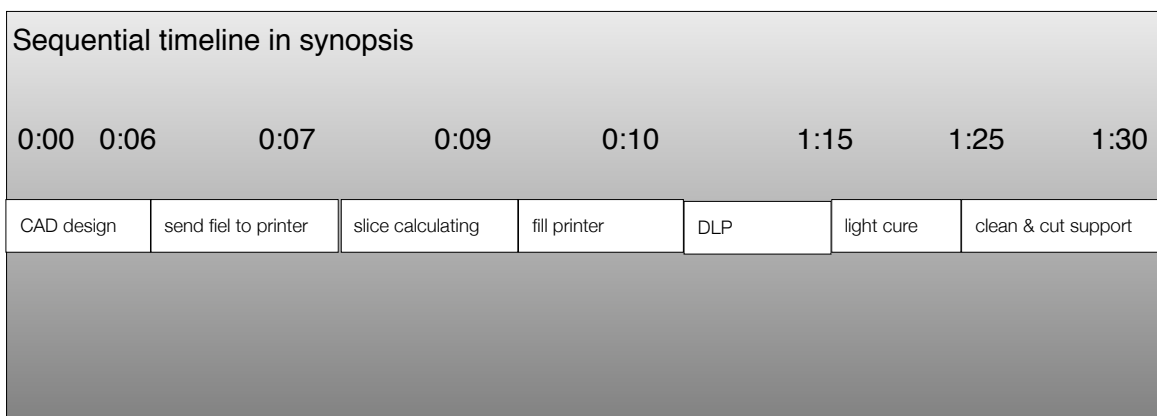 Sequential timeline in synopsis
0:00 0:06 0:07 0:09 0:10 1:15 1:25 1:30
CAD design send fiel to printer slice calculating fill printer DLP light cure clean & cut support